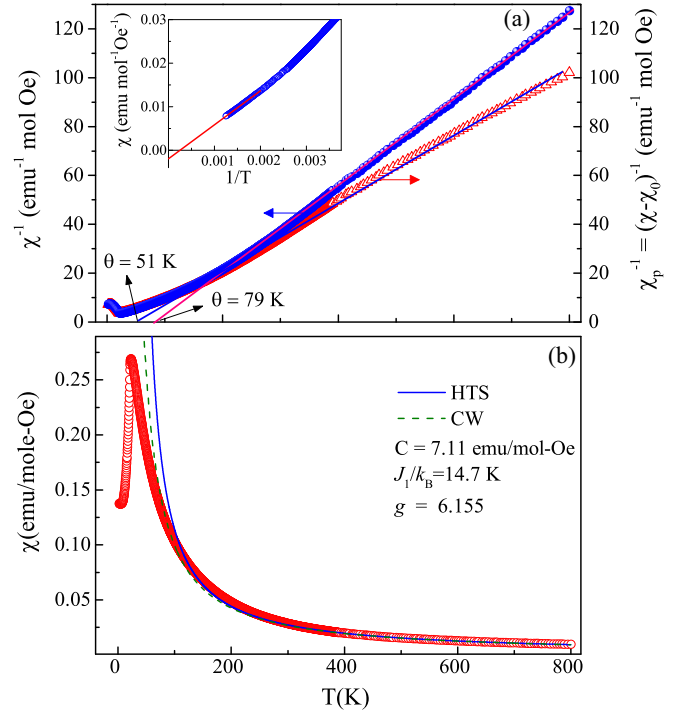 (a)
χ⁻¹ (emu⁻¹ mol Oe)
120
100
80
60
40
20
0
χ (emu mol⁻¹Oe⁻¹)
0.03
0.02
0.01
0.00
0.001 0.002 0.003
1/T
θ = 51 K
θ = 79 K
120
100
80
60
40
20
0
χₚ⁻¹ = (χ-χ₀)⁻¹ (emu⁻¹ mol Oe)
(b)
χ(emu/mole-Oe)
0.25
0.20
0.15
0.10
0.05
HTS
CW
C = 7.11 emu/mol-Oe
J₁/k_B=14.7 K
g = 6.155
0 200 400 600 800
T(K)